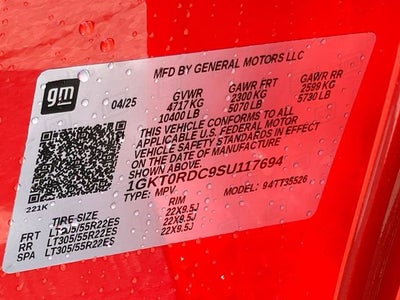 gm
MFD BY GENERAL MOTORS LLC
04/25 GVWR GAWR FRT GAWR RR
4717 KG 2300 KG 2599 KG
10400 LB 5070 LB 5730 LB
THIS VEHICLE CONFORMS TO ALL
APPLICABLE U.S. FEDERAL MOTOR
VEHICLE SAFETY STANDARDS IN EFFECT
ON THE DATE OF MANUFACTURE
SHOWN ABOVE.
1GKT0RDC9SU117694
221K TYPE: MPV MODEL: 94TT35526
TIRE SIZE RIM
FRT LT305/55R22ES 22X9.5J
RR LT305/55R22ES 22X9.5J
SPA LT305/55R22ES 22X9.5J